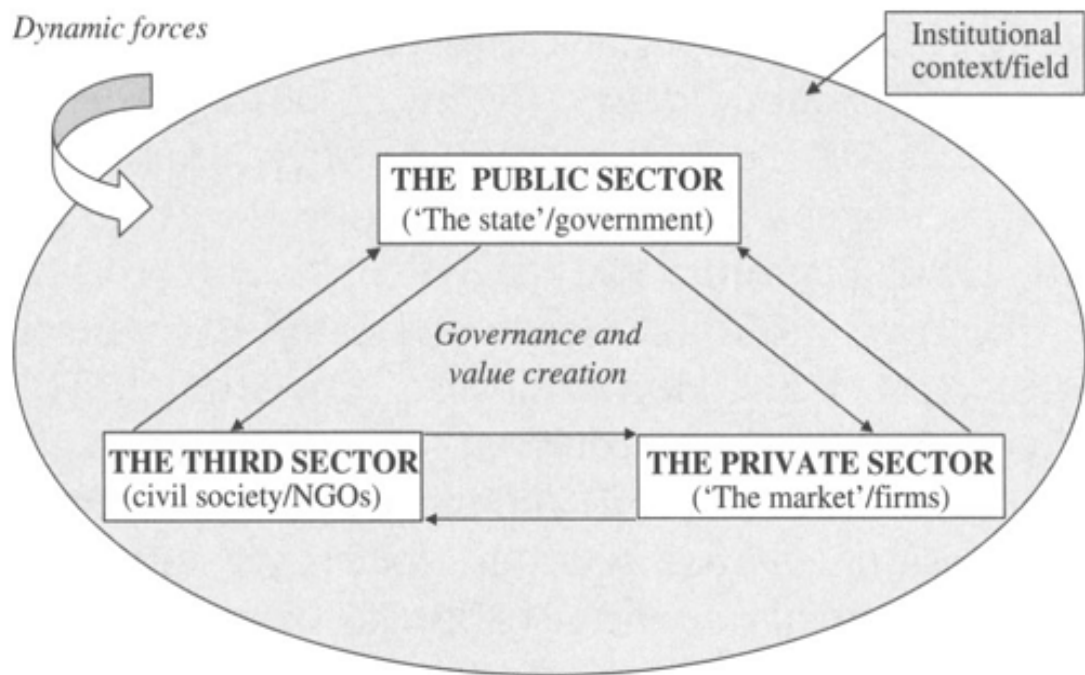 Dynamic forces
Institutional
context/field
THE PUBLIC SECTOR
(‘The state’/government)
Governance and
value creation
THE THIRD SECTOR
(civil society/NGOs)
THE PRIVATE SECTOR
(‘The market’/firms)